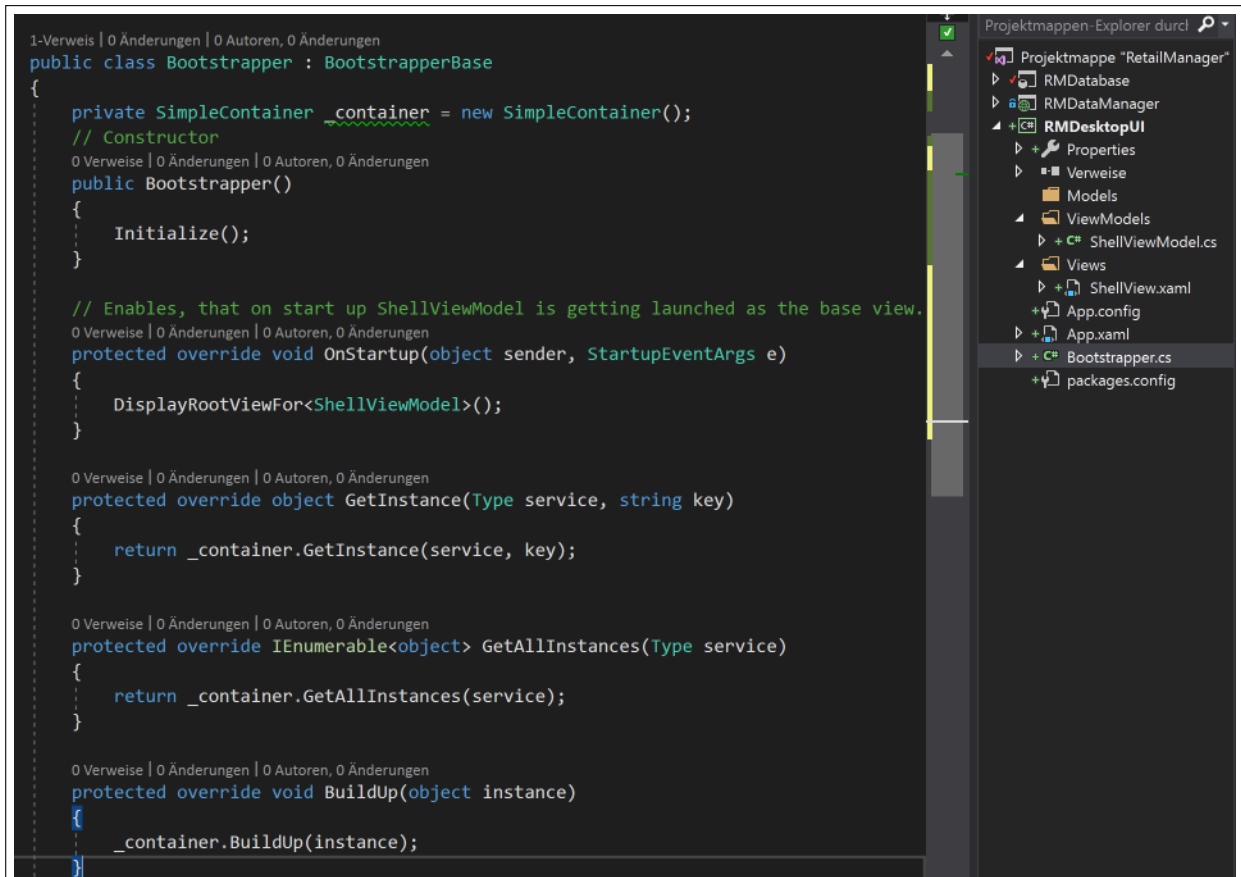 1-Verweis | 0 Änderungen | 0 Autoren, 0 Änderungen
public class Bootstrapper : BootstrapperBase
{
private SimpleContainer _container = new SimpleContainer();
// Constructor
0 Verweise | 0 Änderungen | 0 Autoren, 0 Änderungen
public Bootstrapper()
{
Initialize();
}
// Enables, that on start up ShellViewModel is getting launched as the base view.
0 Verweise | 0 Änderungen | 0 Autoren, 0 Änderungen
protected override void OnStartup(object sender, StartupEventArgs e)
{
DisplayRootViewFor<ShellViewModel>();
}
0 Verweise | 0 Änderungen | 0 Autoren, 0 Änderungen
protected override object GetInstance(Type service, string key)
{
return _container.GetInstance(service, key);
}
0 Verweise | 0 Änderungen | 0 Autoren, 0 Änderungen
protected override IEnumerable<object> GetAllInstances(Type service)
{
return _container.GetAllInstances(service);
}
0 Verweise | 0 Änderungen | 0 Autoren, 0 Änderungen
protected override void BuildUp(object instance)
{
_container.BuildUp(instance);
}
Projektmappen-Explorer durch
Projektmappe "RetailManager"
RMDatabase
RMDataManager
RMDesktopUI
Properties
Verweise
Models
ViewModels
C# ShellViewModel.cs
Views
ShellView.xaml
App.config
App.xaml
C# Bootstrapper.cs
packages.config